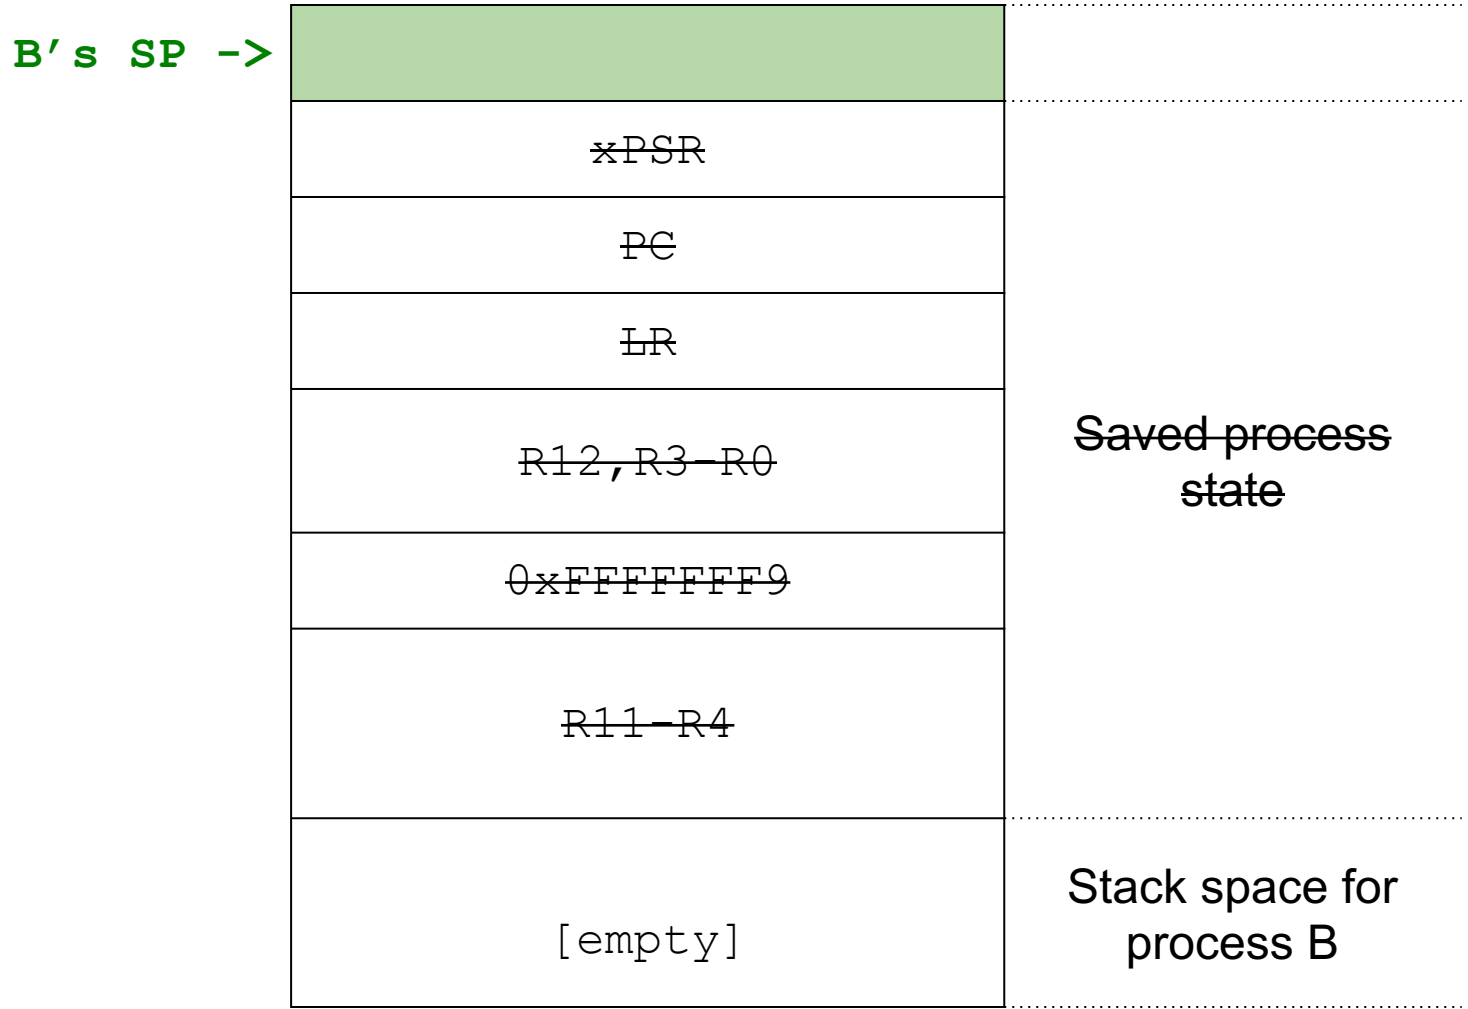 B's SP ->
xPSR
PC
LR
R12,R3-R0
Saved process
state
0xFFFFFFF9
R11-R4
Stack space for
process B
[empty]